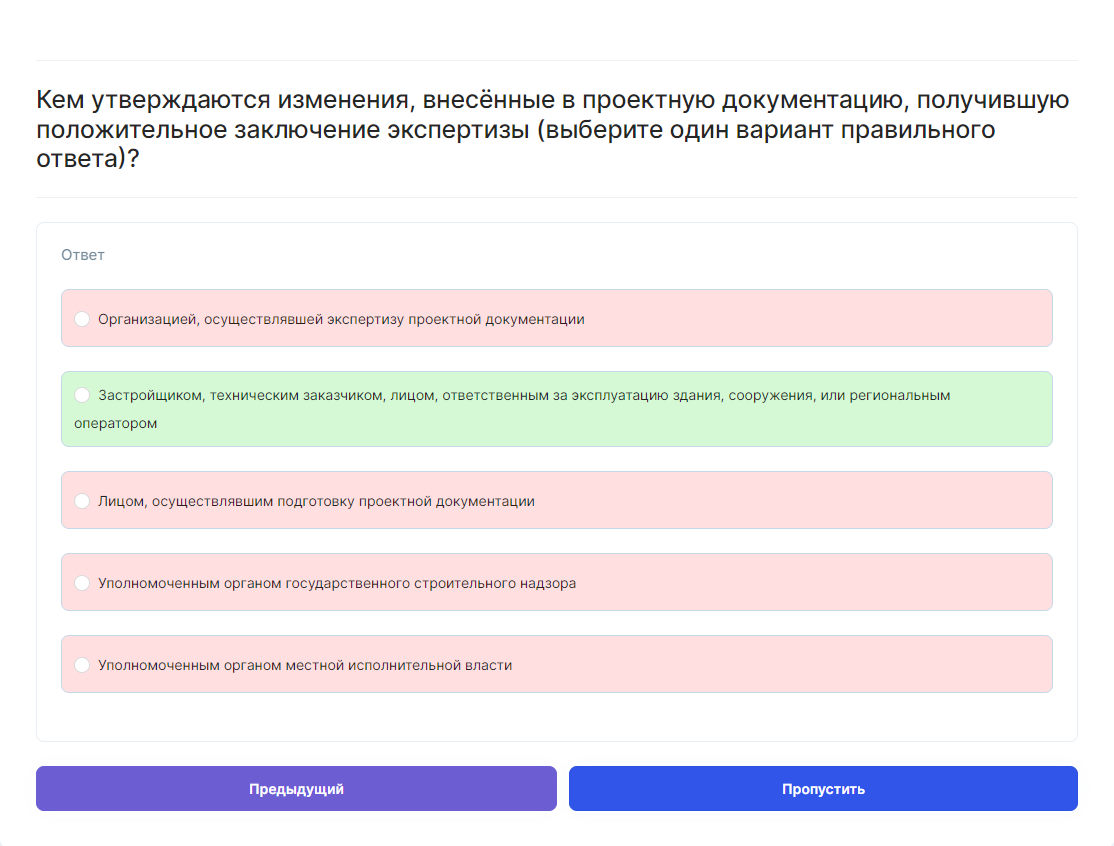 Кем утверждаются изменения, внесённые в проектную документацию, получившую
положительное заключение экспертизы (выберите один вариант правильного
ответа)?
Ответ
Организацией, осуществлявшей экспертизу проектной документации
Застройщиком, техническим заказчиком, лицом, ответственным за эксплуатацию здания, сооружения, или региональным
оператором
Лицом, осуществлявшим подготовку проектной документации
Уполномоченным органом государственного строительного надзора
Уполномоченным органом местной исполнительной власти
Предыдущий
Пропустить